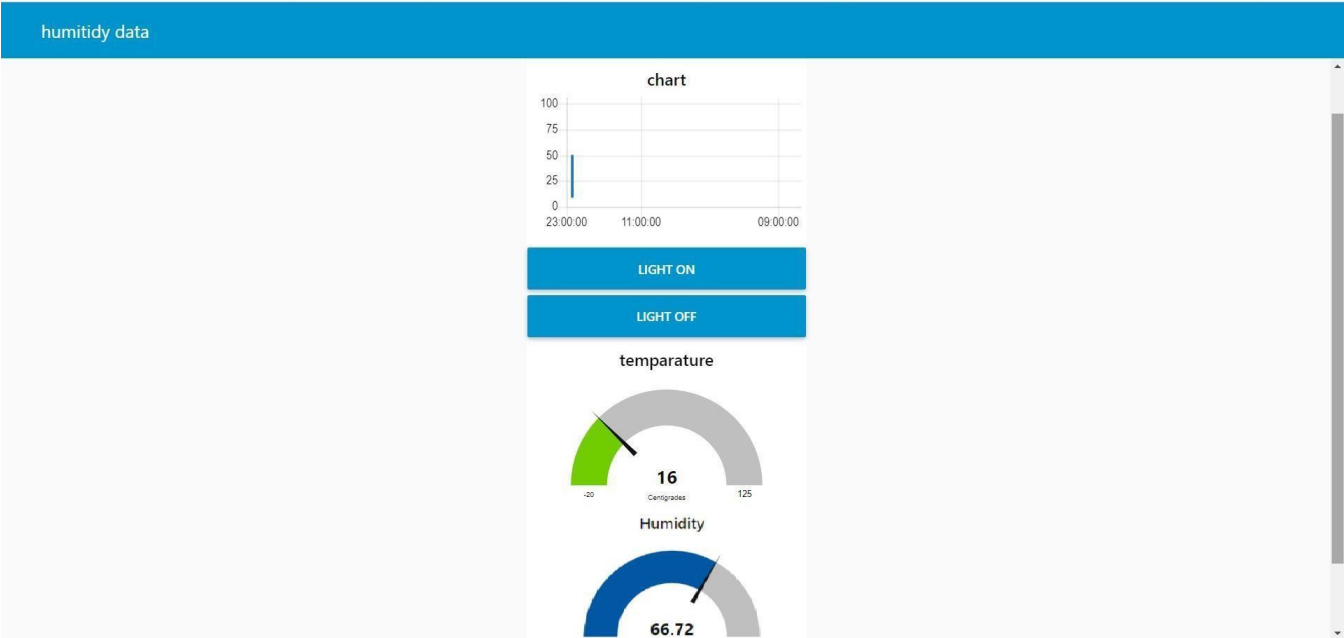 humitidy data
chart
100
75
50
25
0
23:00:00 11:00:00 09:00:00
LIGHT ON
LIGHT OFF
temparature
16
-20 Centigrades 125
Humidity
66.72